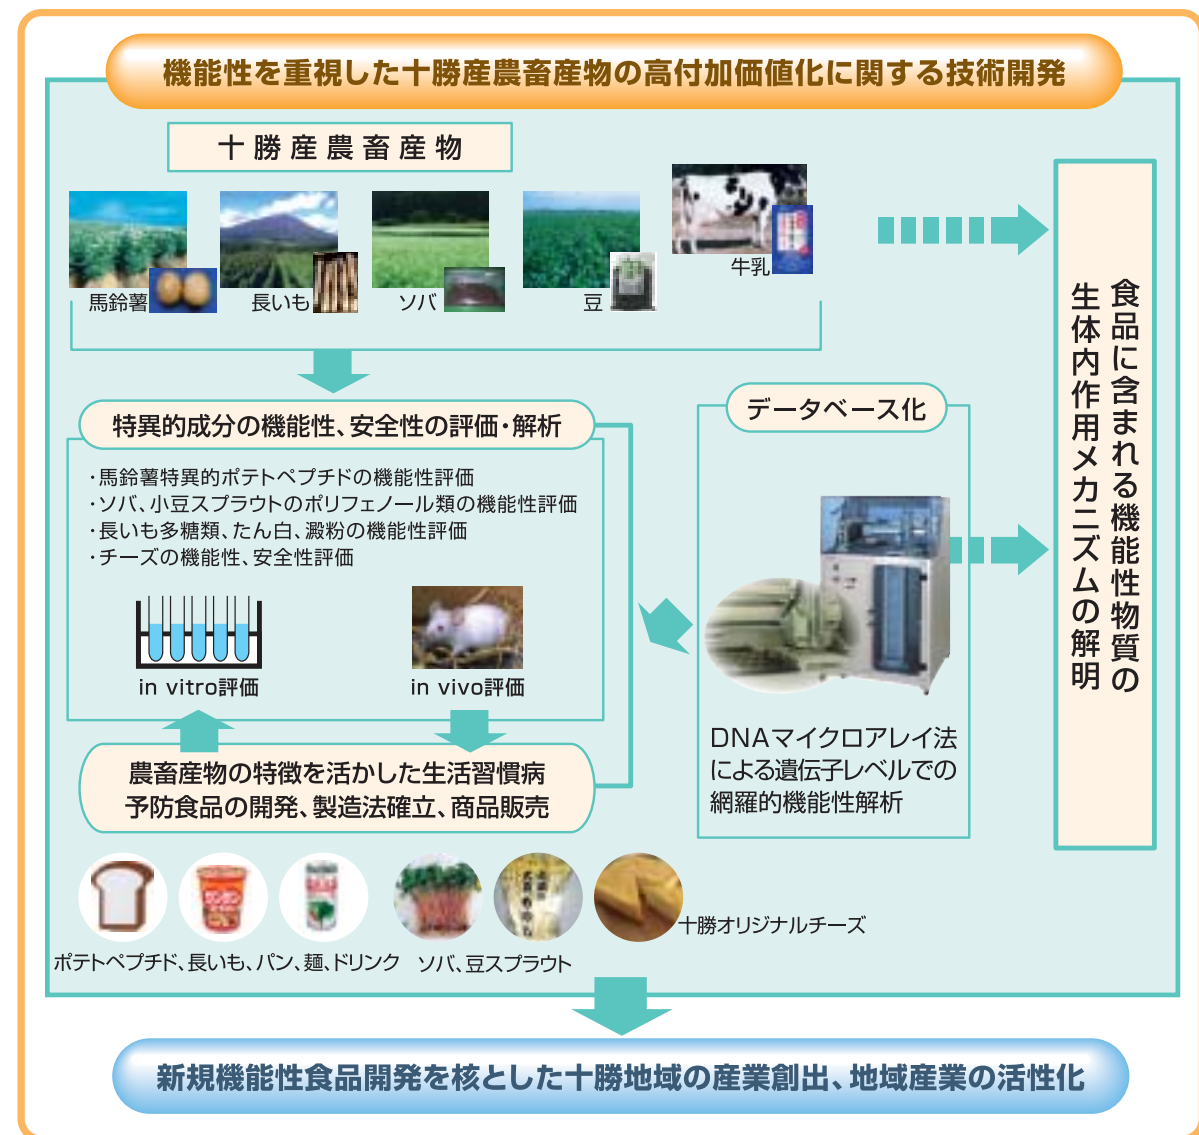 機能性を重視した十勝産農畜産物の高付加価値化に関する技術開発
十勝産農畜産物
馬鈴薯
長いも
ソバ
豆
牛乳
食品に含まれる機能性物質の
生体内作用メカニズムの解明
特異的成分の機能性、安全性の評価・解析
・馬鈴薯特異的ポテトペプチドの機能性評価
・ソバ、小豆スプラウトのポリフェノール類の機能性評価
・長いも多糖類、たん白、澱粉の機能性評価
・チーズの機能性、安全性評価
in vitro評価
in vivo評価
データベース化
DNAマイクロアレイ法
による遺伝子レベルでの
網羅的機能性解析
農畜産物の特徴を活かした生活習慣病
予防食品の開発、製造法確立、商品販売
ポテトペプチド、長いも、パン、麺、ドリンク
ソバ、豆スプラウト
十勝オリジナルチーズ
新規機能性食品開発を核とした十勝地域の産業創出、地域産業の活性化